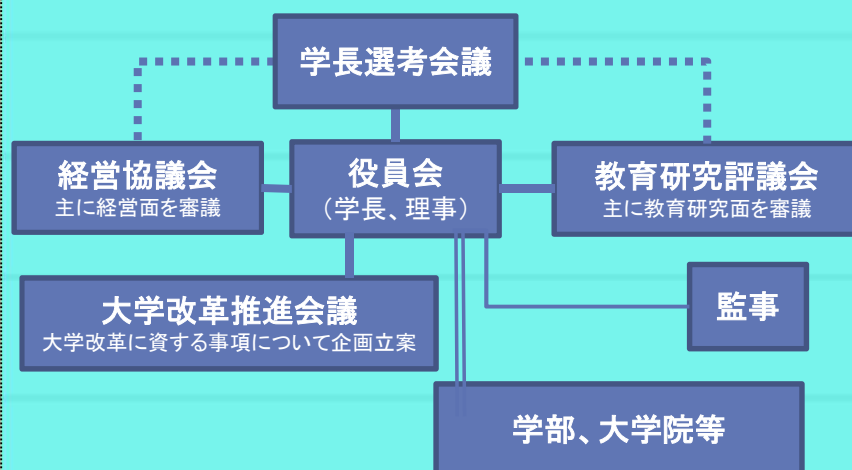 学長選考会議
経営協議会
主に経営面を審議
役員会
（学長、理事）
教育研究評議会
主に教育研究面を審議
大学改革推進会議
大学改革に資する事項について企画立案
監事
学部、大学院等